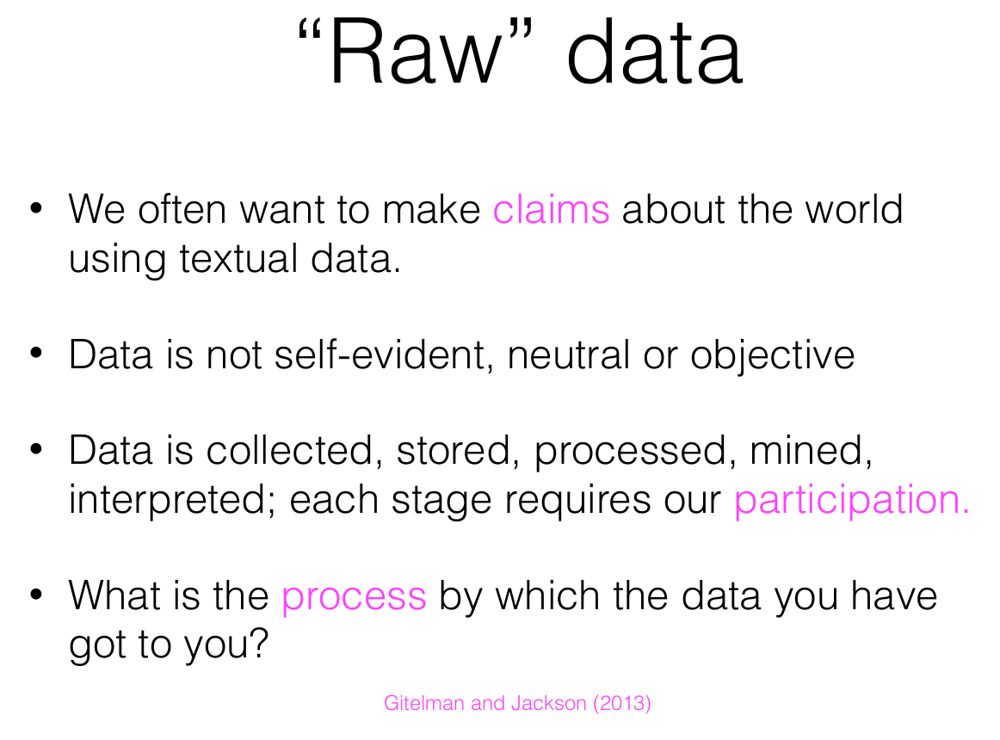 “Raw” data
• We often want to make claims about the world
using textual data.
• Data is not self-evident, neutral or objective
• Data is collected, stored, processed, mined,
interpreted; each stage requires our participation.
• What is the process by which the data you have
got to you?
Gitelman and Jackson (2013)